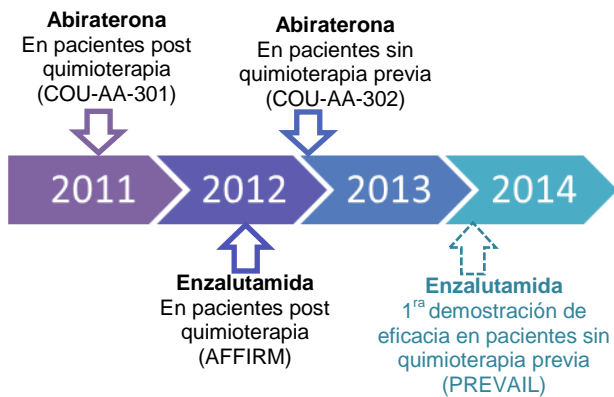 Abiraterona
En pacientes post
quimioterapia
(COU-AA-301)
Abiraterona
En pacientes sin
quimioterapia previa
(COU-AA-302)
2011
2012
2013
2014
Enzalutamida
En pacientes post
quimioterapia
(AFFIRM)
Enzalutamida
1ra demostración de
eficacia en pacientes sin
quimioterapia previa
(PREVAIL)